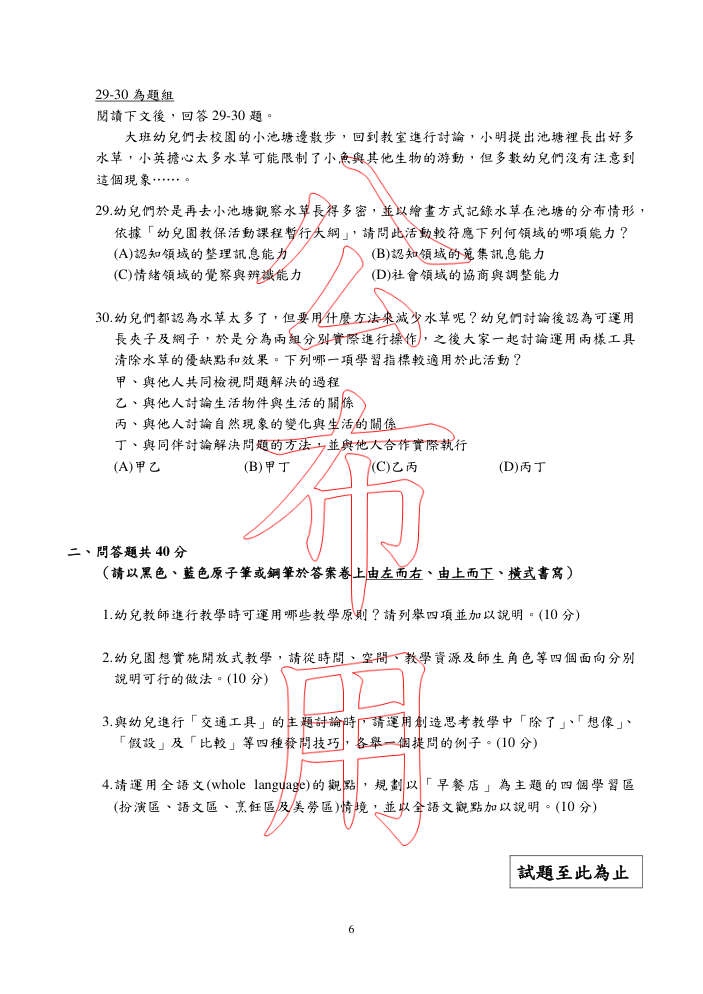 29-30 為題組
閱讀下文後，回答 29-30 題。
大班幼兒們去校園的小池塘邊散步，回到教室進行討論，小明提出池塘裡長出好多
水草，小英擔心太多水草可能限制了小魚與其他生物的游動，但多數幼兒們沒有注意到
這個現象……。
29.幼兒們於是再去小池塘觀察水草長得多密，並以繪畫方式記錄水草在池塘的分布情形，
依據「幼兒園教保活動課程暫行大綱」，請問此活動較符應下列何領域的哪項能力？
(A)認知領域的整理訊息能力 (B)認知領域的蒐集訊息能力
(C)情緒領域的覺察與辨識能力 (D)社會領域的協商與調整能力
30.幼兒們都認為水草太多了，但要用什麼方法來減少水草呢？幼兒們討論後認為可運用
長夾子及網子，於是分為兩組分別實際進行操作，之後大家一起討論運用兩樣工具
清除水草的優缺點和效果。下列哪一項學習指標較適用於此活動？
甲、與他人共同檢視問題解決的過程
乙、與他人討論生活物件與生活的關係
丙、與他人討論自然現象的變化與生活的關係
丁、與同伴討論解決問題的方法，並與他人合作實際執行
(A)甲乙 (B)甲丁 (C)乙丙 (D)丙丁
二、問答題共 40 分
（請以黑色、藍色原子筆或鋼筆於答案卷上由左而右、由上而下、橫式書寫）
1.幼兒教師進行教學時可運用哪些教學原則？請列舉四項並加以說明。(10 分)
2.幼兒園想實施開放式教學，請從時間、空間、教學資源及師生角色等四個面向分別
說明可行的做法。(10 分)
3.與幼兒進行「交通工具」的主題討論時，請運用創造思考教學中「除了」、「想像」、
「假設」及「比較」等四種發問技巧，各舉一個提問的例子。(10 分)
4.請運用全語文(whole language)的觀點，規劃以「早餐店」為主題的四個學習區
(扮演區、語文區、烹飪區及美勞區)情境，並以全語文觀點加以說明。(10 分)
試題至此為止
6
公布用